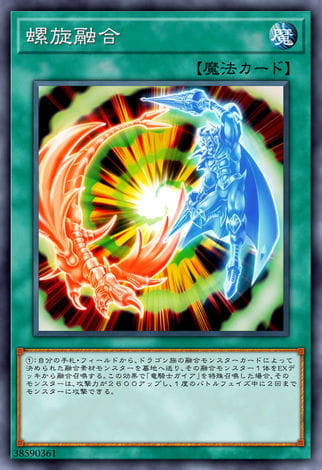 螺旋融合
魔
【魔法カード】
①:自分の手札・フィールドから、ドラゴン族の融合モンスターカードによって
決められた融合素材モンスターを墓地へ送り、その融合モンスター1体をEXデ
ッキから融合召喚する。この効果で「竜騎士ガイア」を特殊召喚した場合、その
モンスターは、攻撃力が2600アップし、1度のバトルフェイズ中に2回まで
モンスターに攻撃できる。
38590361